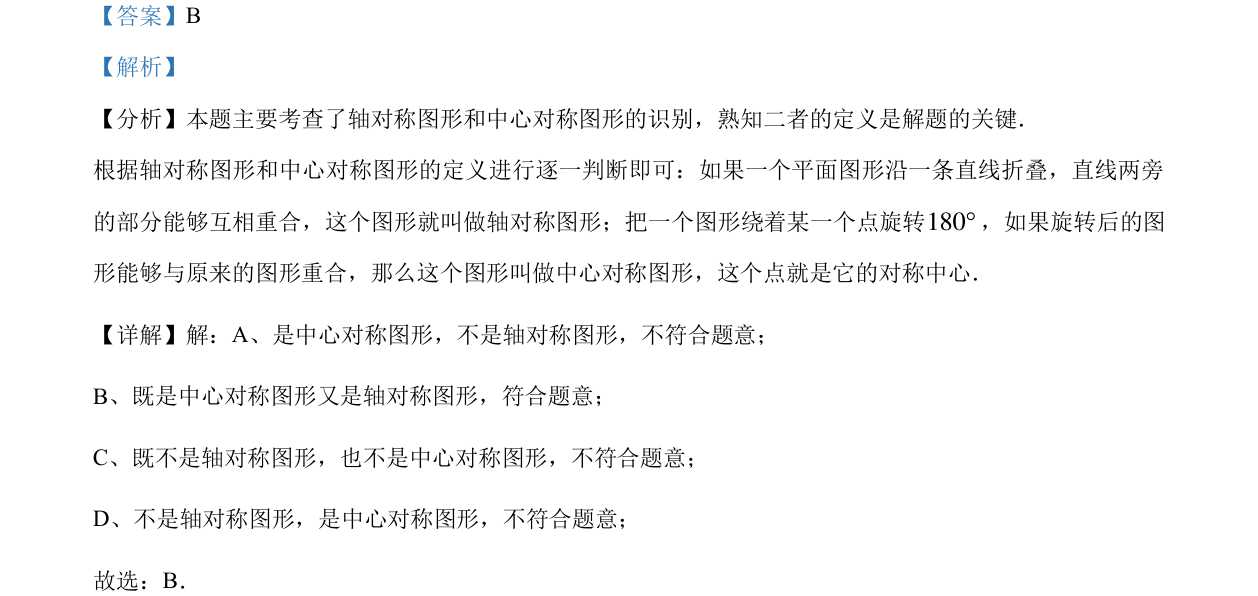 【答案】B
【解析】
【分析】本题主要考查了轴对称图形和中心对称图形的识别，熟知二者的定义是解题的关键．
根据轴对称图形和中心对称图形的定义进行逐一判断即可：如果一个平面图形沿一条直线折叠，直线两旁
的部分能够互相重合，这个图形就叫做轴对称图形；把一个图形绕着某一个点旋转180°，如果旋转后的图
形能够与原来的图形重合，那么这个图形叫做中心对称图形，这个点就是它的对称中心．
【详解】解：A、是中心对称图形，不是轴对称图形，不符合题意；
B、既是中心对称图形又是轴对称图形，符合题意；
C、既不是轴对称图形，也不是中心对称图形，不符合题意；
D、不是轴对称图形，是中心对称图形，不符合题意；
故选：B．